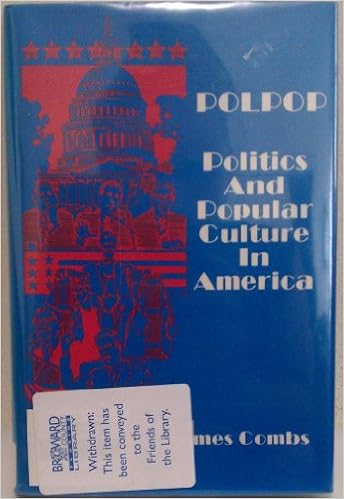 POLPOP
Politics
And
Popular
Culture
In
America
mes Combs
BROWARD
COUNTY
LIBRARY
Withdrawn:
This item has
been conveyed
to the
Friends of
the Library.